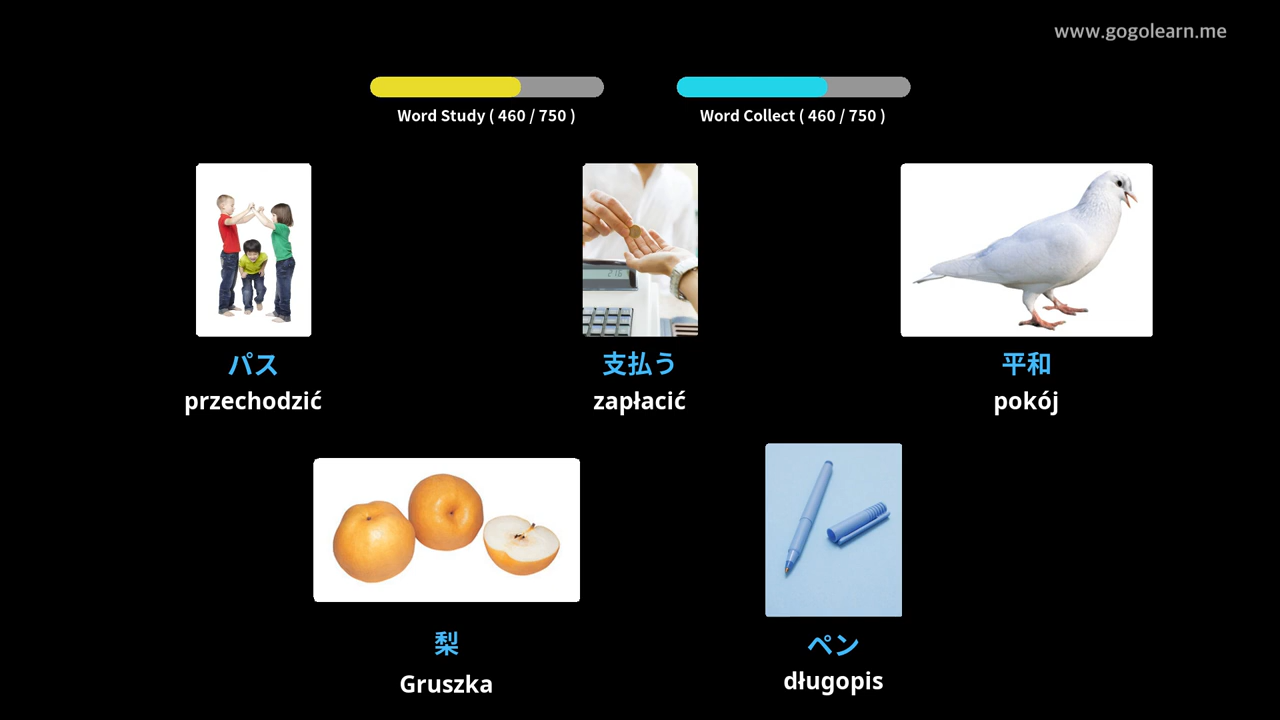 www.gogolearn.me
Word Study ( 460 / 750 )
Word Collect ( 460 / 750 )
パス
przechodzić
支払う
zapłacić
平和
pokój
梨
Gruszka
ペン
długopis